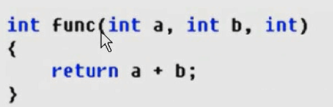 int func(int a, int b, int)
{
    return a + b;
}